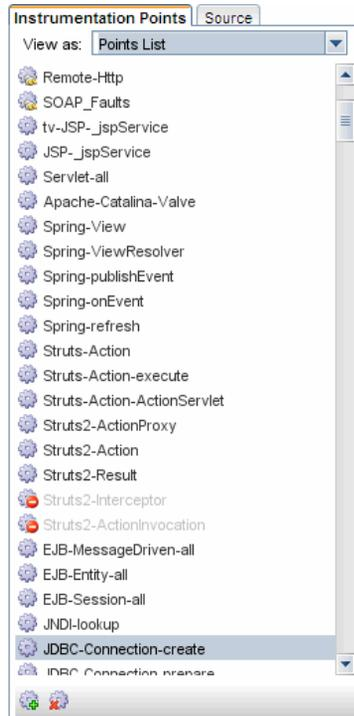 Instrumentation Points Source
View as: Points List
Remote-Http
SOAP_Faults
tv-JSP-_jspService
JSP-_jspService
Servlet-all
Apache-Catalina-Valve
Spring-View
Spring-ViewResolver
Spring-publishEvent
Spring-onEvent
Spring-refresh
Struts-Action
Struts-Action-execute
Struts-Action-ActionServlet
Struts2-ActionProxy
Struts2-Action
Struts2-Result
Struts2-Interceptor
Struts2-ActionInvocation
EJB-MessageDriven-all
EJB-Entity-all
EJB-Session-all
JNDI-lookup
JDBC-Connection-create
JDBC-Connection-prepare